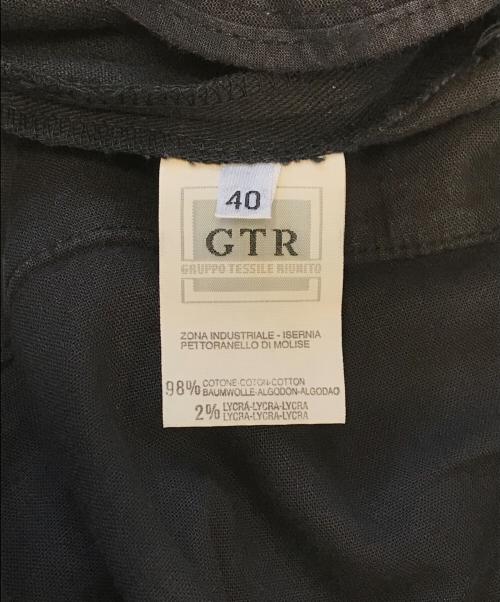 40
GTR
GRUPPO TESSILE RIUNITO
ZONA INDUSTRIALE - ISERNIA
PETTORANELLO DI MOLISE
98% COTONE-COTON-COTTON
BAUMWOLLE-ALGODON-ALGODAO
2% LYCRA-LYCRA-LYCRA
LYCRA-LYCRA-LYCRA